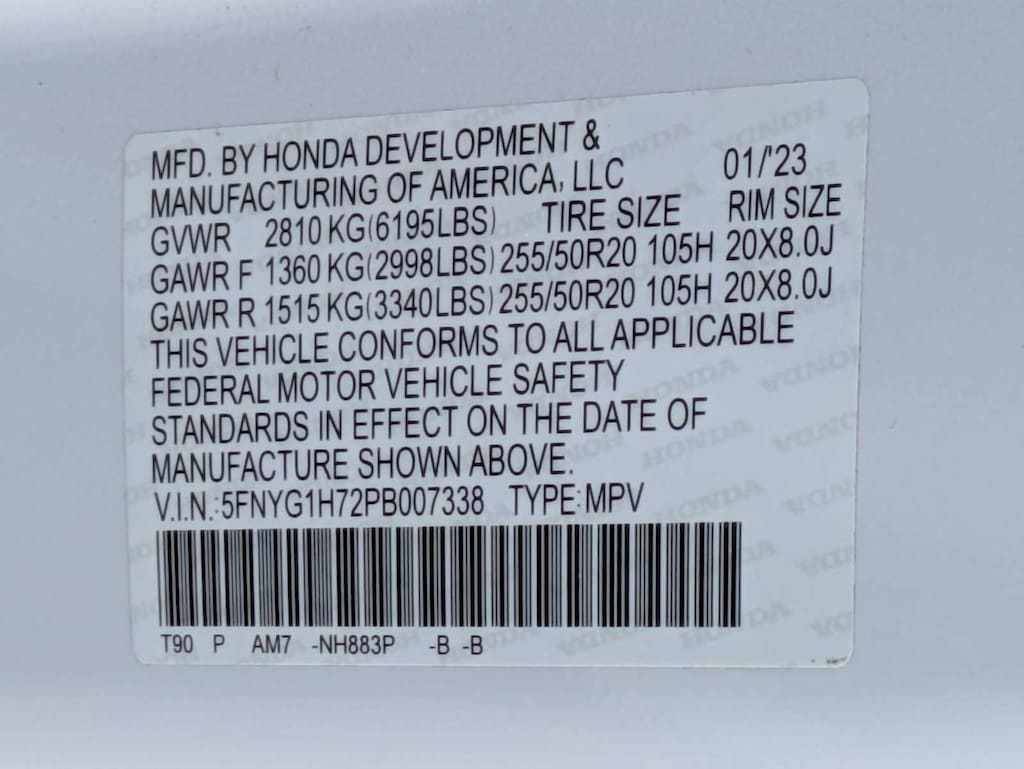 MFD. BY HONDA DEVELOPMENT &
MANUFACTURING OF AMERICA, LLC 01/'23
GVWR 2810 KG(6195LBS) TIRE SIZE RIM SIZE
GAWR F 1360 KG(2998LBS) 255/50R20 105H 20X8.0J
GAWR R 1515 KG(3340LBS) 255/50R20 105H 20X8.0J
THIS VEHICLE CONFORMS TO ALL APPLICABLE
FEDERAL MOTOR VEHICLE SAFETY
STANDARDS IN EFFECT ON THE DATE OF
MANUFACTURE SHOWN ABOVE.
V.I.N.:5FNYG1H72PB007338 TYPE:MPV
T90 P AM7 -NH883P -B -B